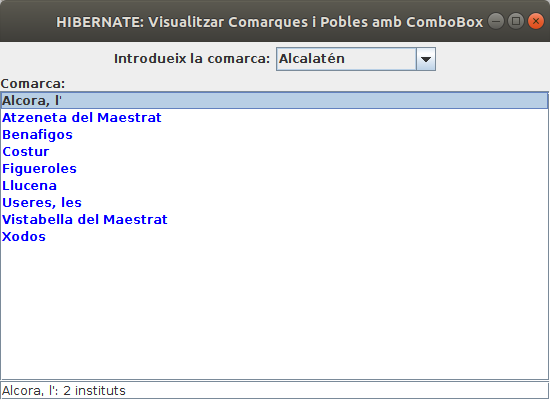 HIBERNATE: Visualitzar Comarques i Pobles amb ComboBox
Introdueix la comarca: Alcalatén
Comarca:
Alcora, l'
Atzeneta del Maestrat
Benafigos
Costur
Figueroles
Llucena
Useres, les
Vistabella del Maestrat
Xodos
Alcora, l': 2 instituts